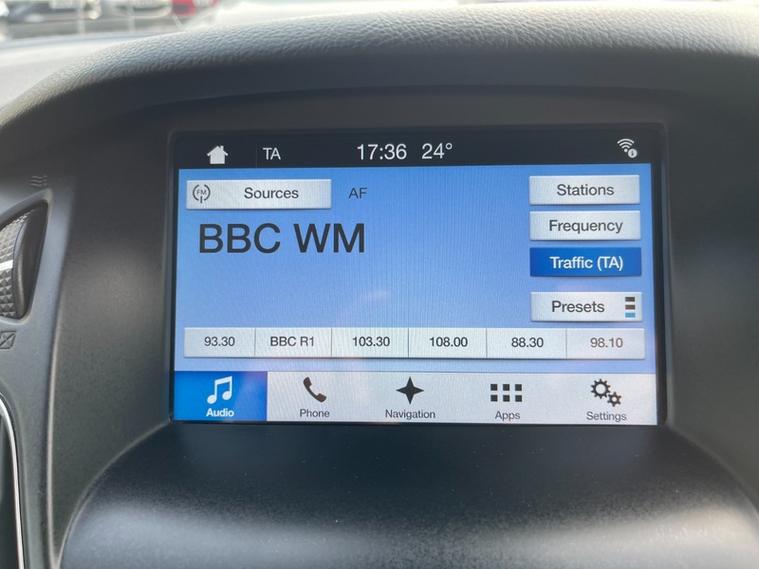 TA 17:36 24°
FM Sources AF Stations
BBC WM
Frequency
Traffic (TA)
Presets
93.30 BBC R1 103.30 108.00 88.30 98.10
Audio Phone Navigation Apps Settings